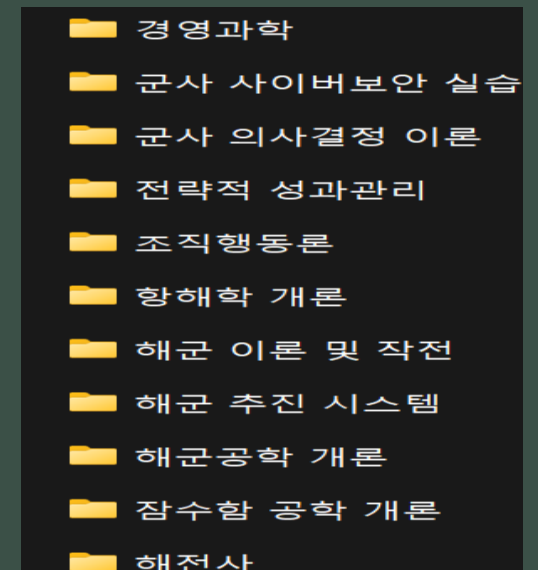 경영과학
군사 사이버보안 실습
군사 의사결정 이론
전략적 성과관리
조직행동론
항해학 개론
해군 이론 및 작전
해군 추진 시스템
해군공학 개론
잠수함 공학 개론
해전사